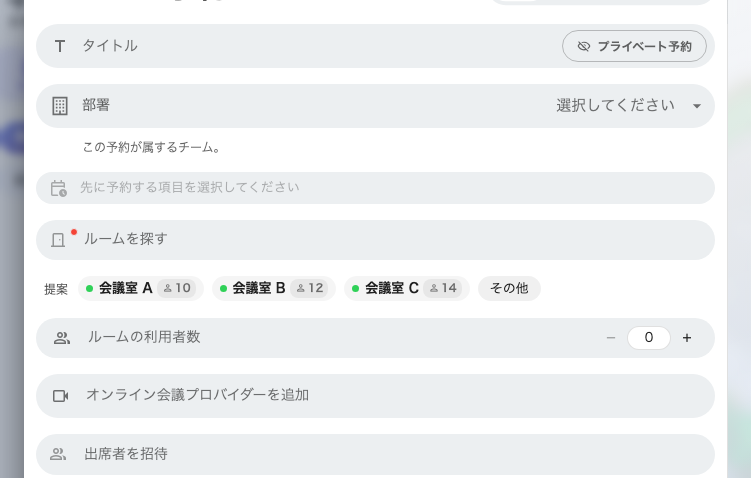 タイトル
プライベート予約
部署
選択してください
この予約が属するチーム。
先に予約する項目を選択してください
ルームを探す
提案 会議室 A 10 会議室 B 12 会議室 C 14 その他
ルームの利用者数 − 0 +
オンライン会議プロバイダーを追加
出席者を招待